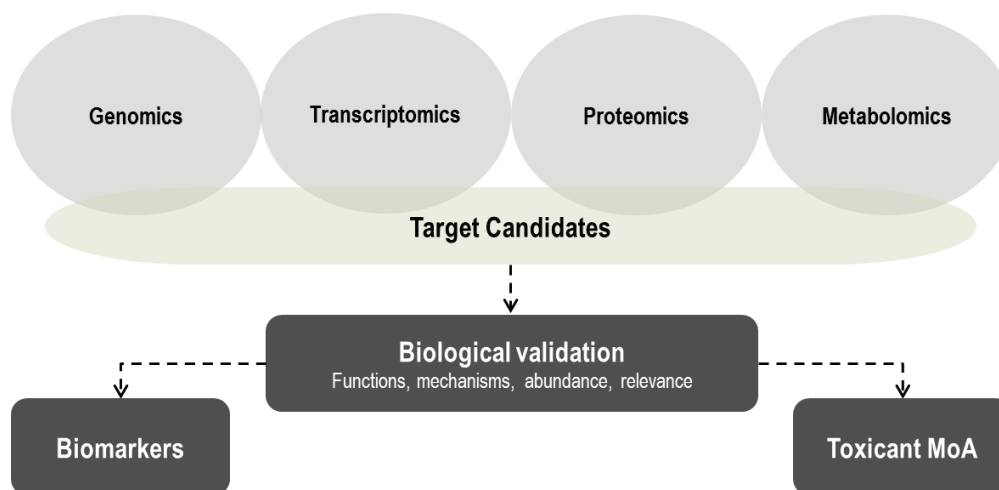 Genomics
Transcriptomics
Proteomics
Metabolomics
Target Candidates
Biological validation
Functions, mechanisms, abundance, relevance
Biomarkers
Toxicant MoA